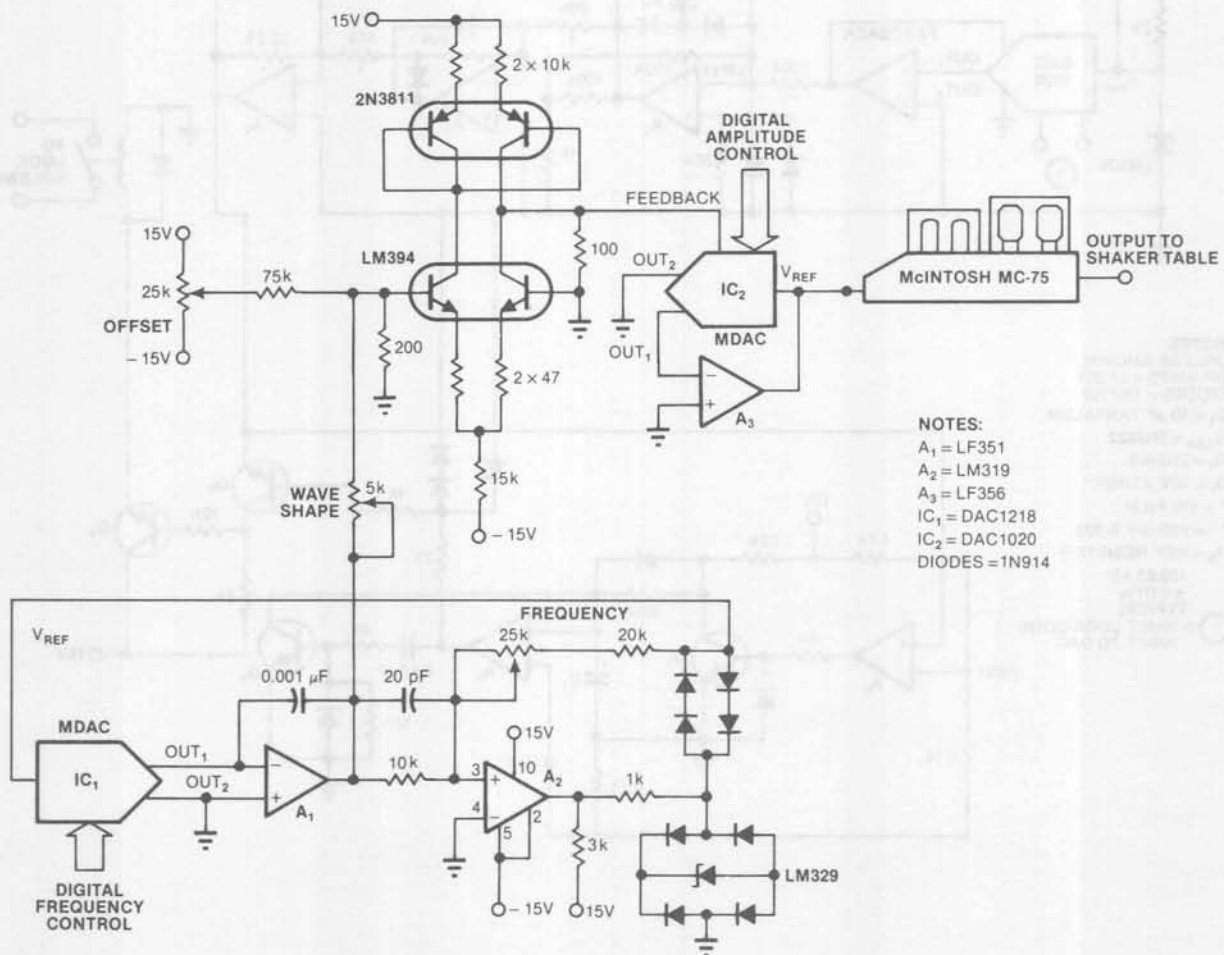 15V
2 × 10k
2N3811
DIGITAL
AMPLITUDE
CONTROL
FEEDBACK
15V
LM394
100
OUT2
VREF
OUTPUT TO
SHAKER TABLE
McINTOSH MC-75
25k
75k
IC2
OFFSET
MDAC
– 15V
200
OUT1
2 × 47
A3
NOTES:
A1 = LF351
A2 = LM319
A3 = LF356
IC1 = DAC1218
IC2 = DAC1020
DIODES = 1N914
15k
WAVE
SHAPE
5k
– 15V
FREQUENCY
VREF
25k
20k
0.001 µF
20 pF
MDAC
15V
OUT1
10
IC1
OUT2
10k
3
A2
1k
A1
4
5
2
3k
LM329
DIGITAL
FREQUENCY
CONTROL
– 15V
15V